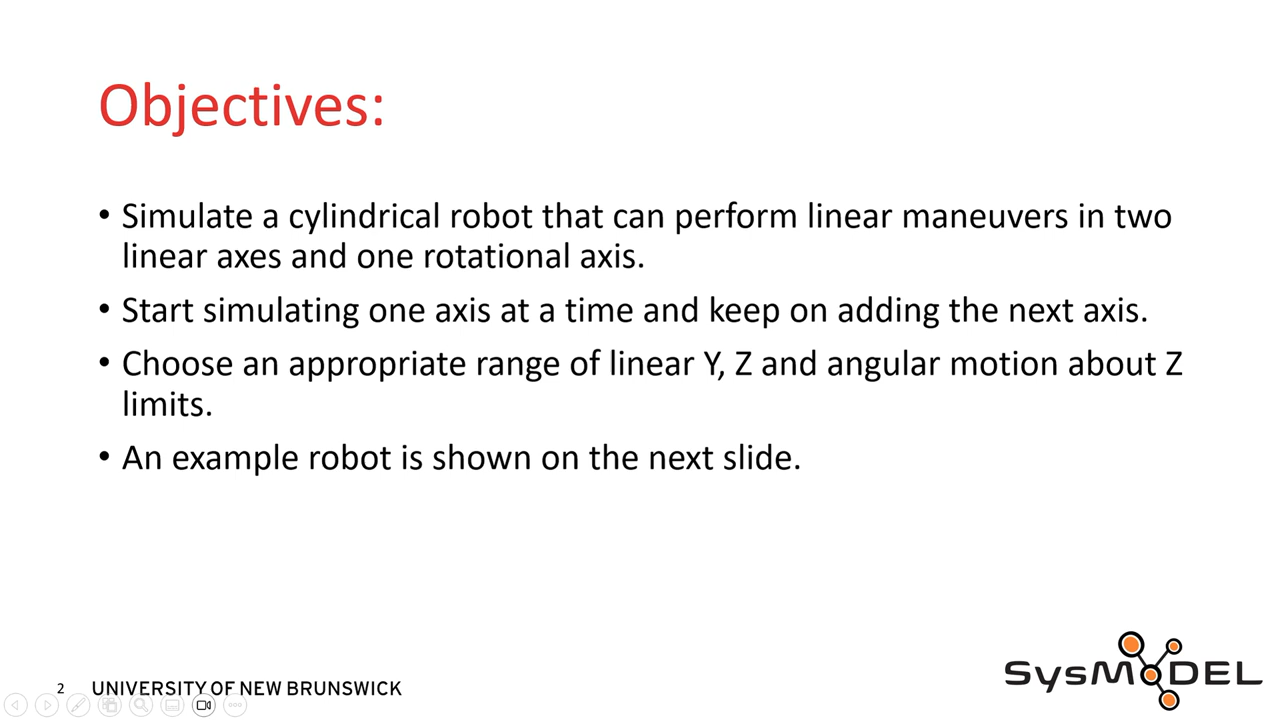 Objectives:
• Simulate a cylindrical robot that can perform linear maneuvers in two
linear axes and one rotational axis.
• Start simulating one axis at a time and keep on adding the next axis.
• Choose an appropriate range of linear Y, Z and angular motion about Z
limits.
• An example robot is shown on the next slide.
2 UNIVERSITY OF NEW BRUNSWICK
SysMODEL